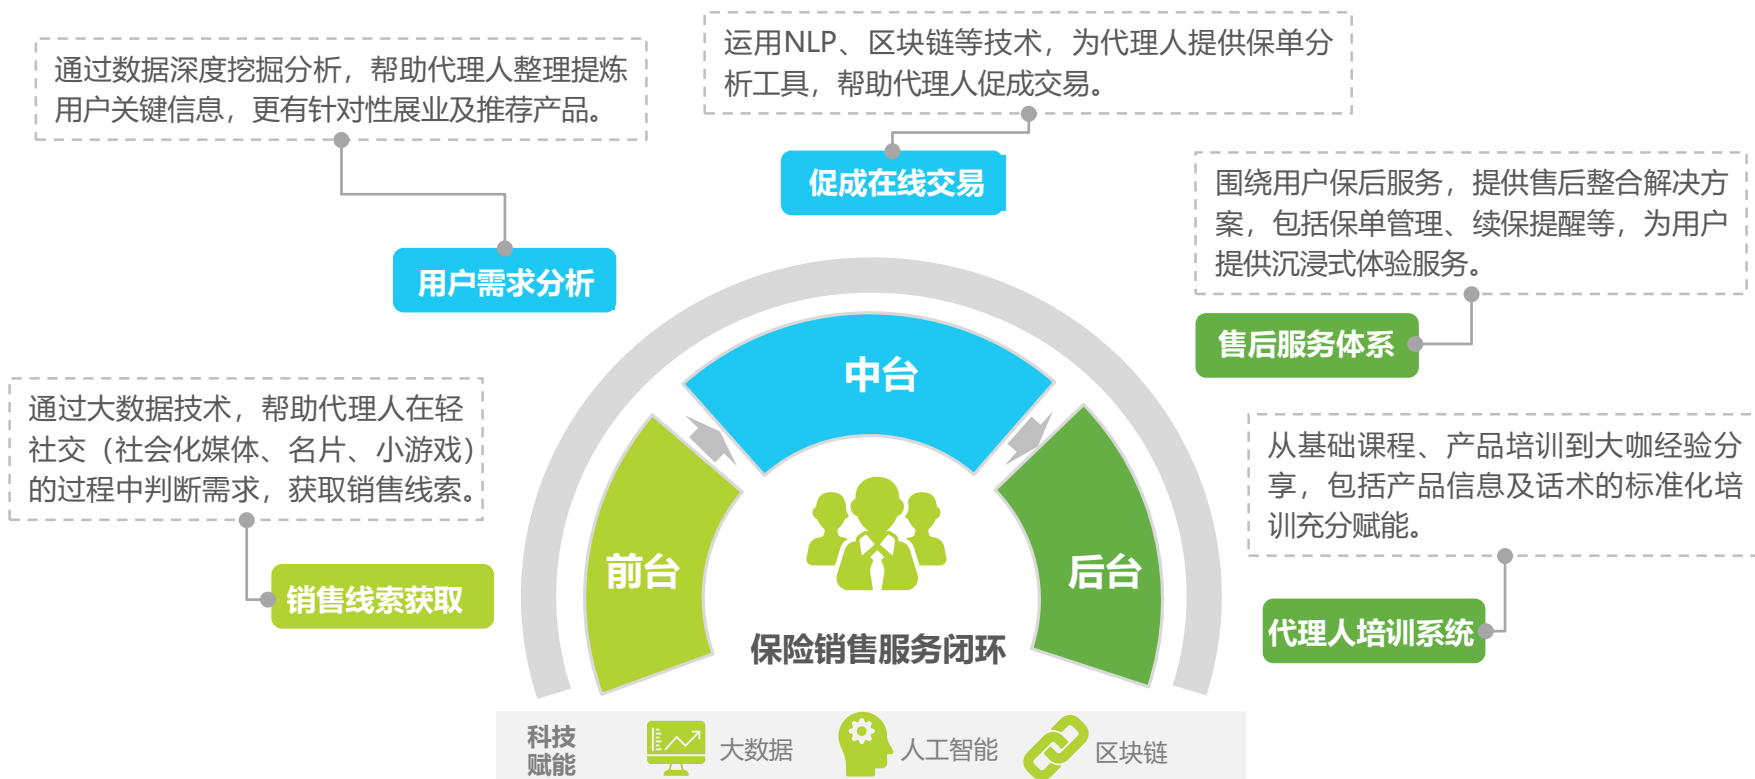 运用NLP、区块链等技术，为代理人提供保单分
析工具，帮助代理人促成交易。
促成在线交易
通过数据深度挖掘分析，帮助代理人整理提炼
用户关键信息，更有针对性展业及推荐产品。
用户需求分析
围绕用户保后服务，提供售后整合解决方
案，包括保单管理、续保提醒等，为用户
提供沉浸式体验服务。
售后服务体系
通过大数据技术，帮助代理人在轻
社交（社会化媒体、名片、小游戏）
的过程中判断需求，获取销售线索。
销售线索获取
从基础课程、产品培训到大咖经验分
享，包括产品信息及话术的标准化培
训充分赋能。
代理人培训系统
中台
前台
后台
保险销售服务闭环
科技
赋能
大数据
人工智能
区块链